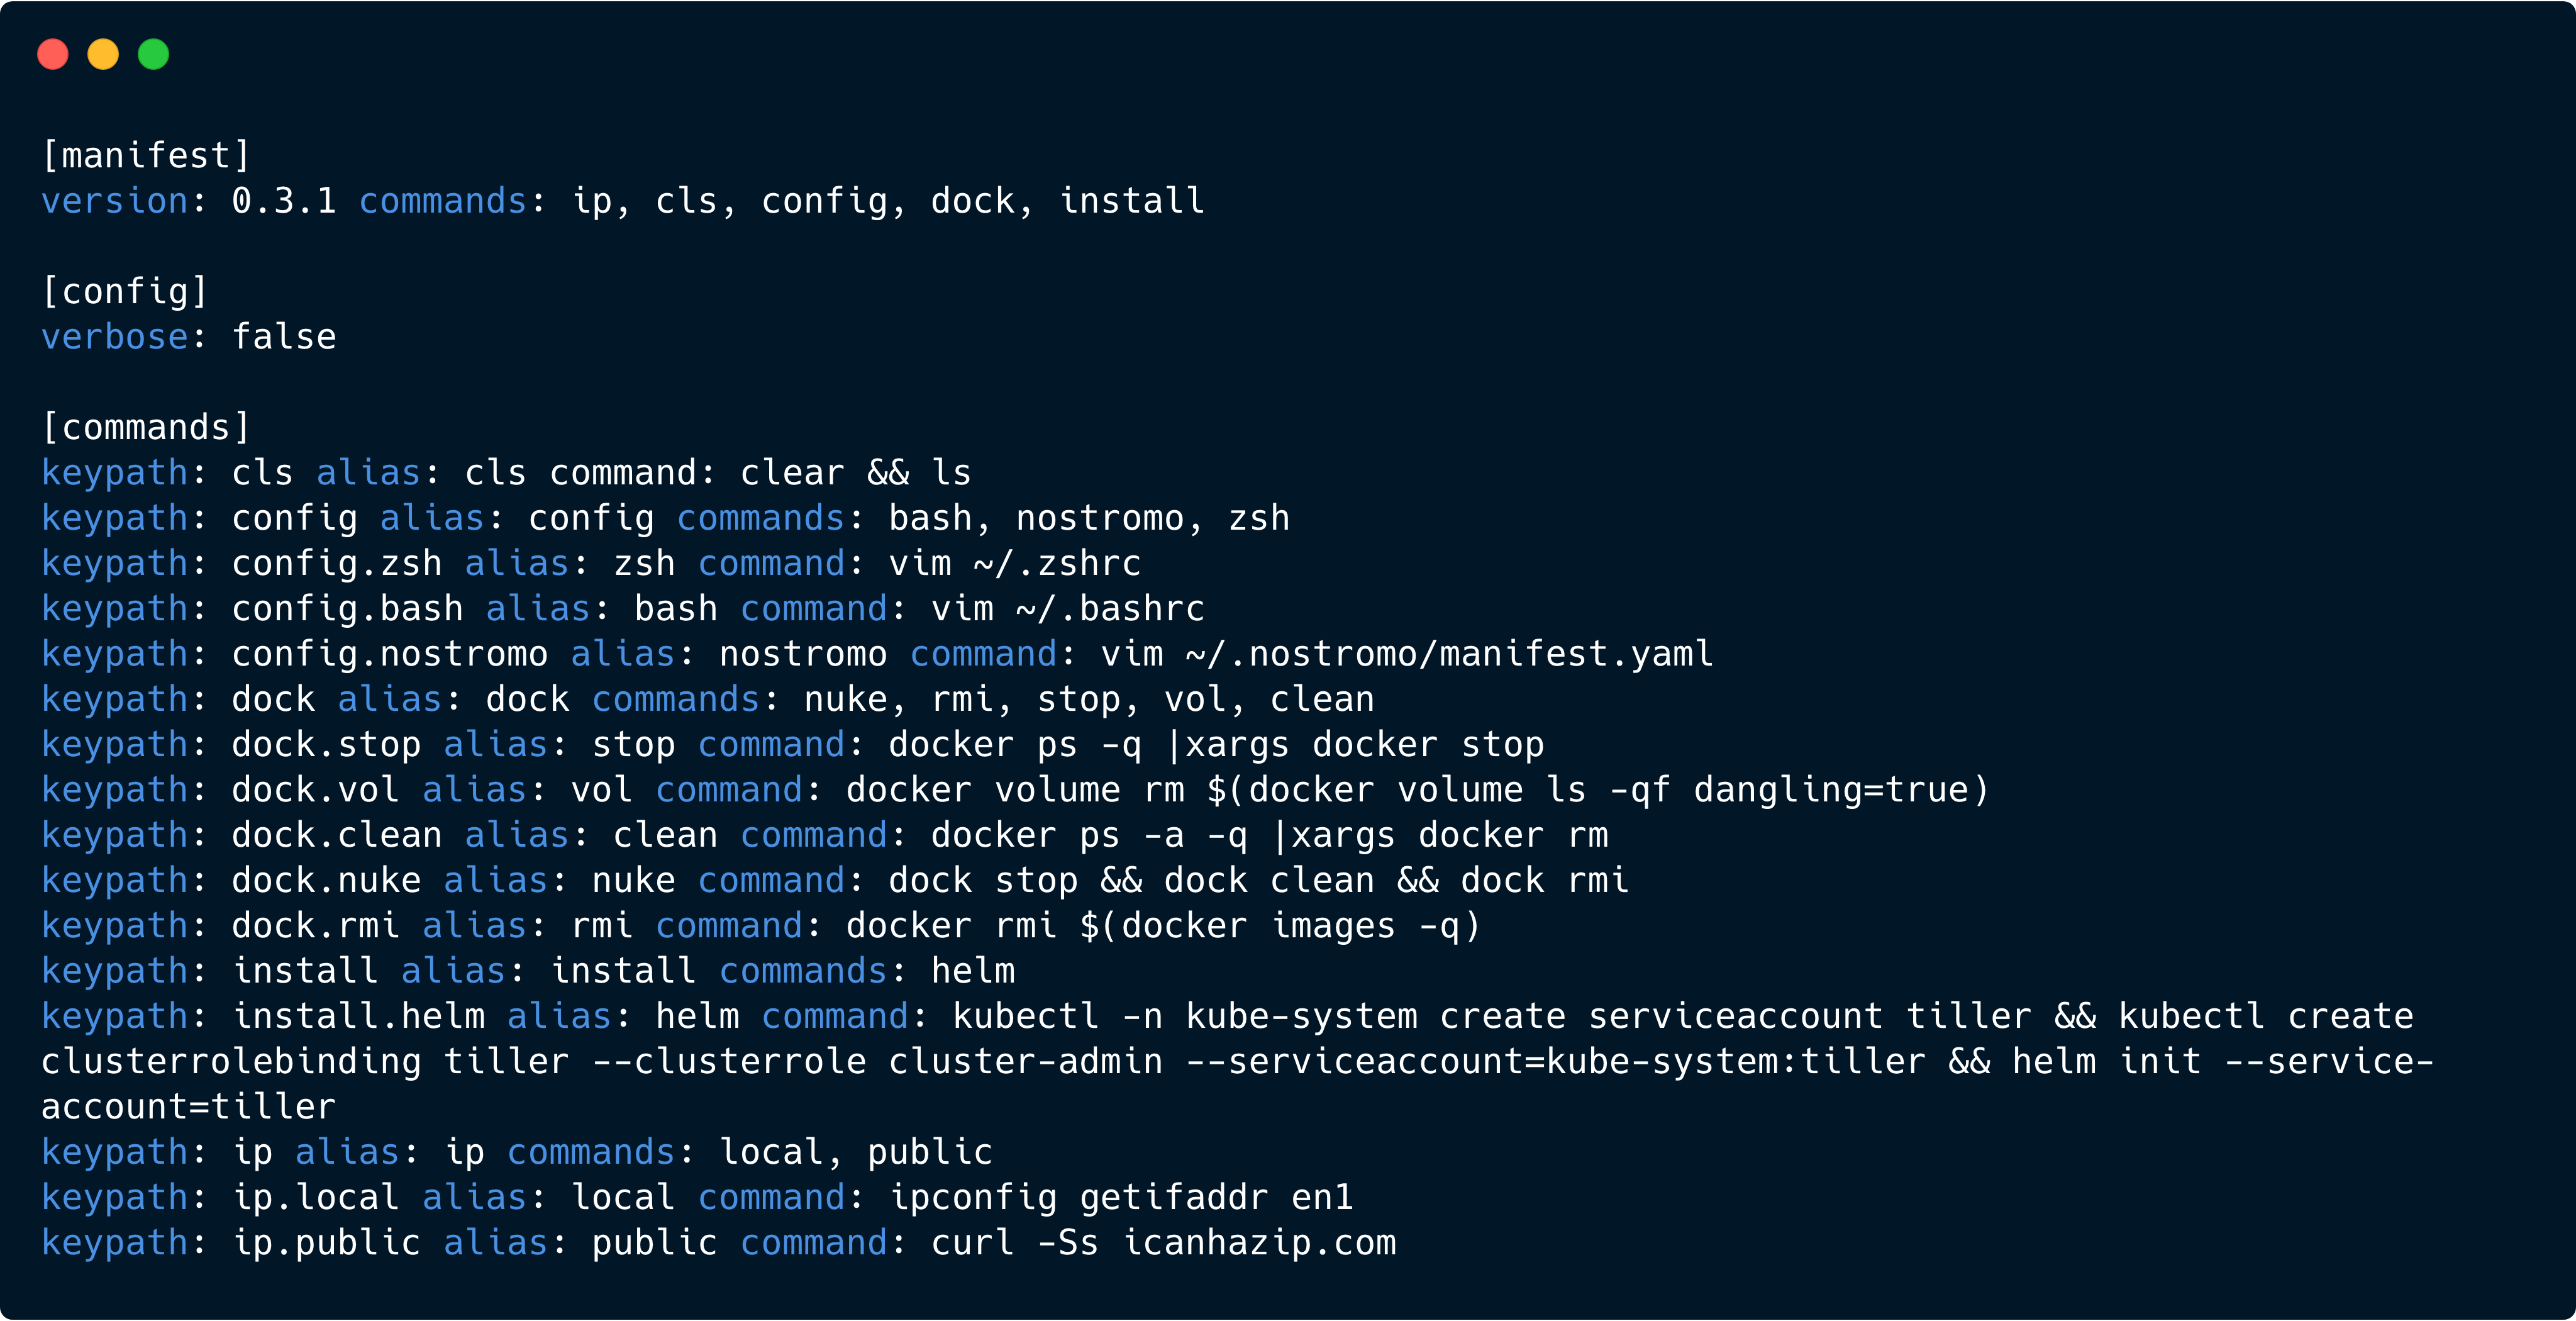 [manifest]
version: 0.3.1 commands: ip, cls, config, dock, install
[config]
verbose: false
[commands]
keypath: cls alias: cls command: clear && ls
keypath: config alias: config commands: bash, nostromo, zsh
keypath: config.zsh alias: zsh command: vim ~/.zshrc
keypath: config.bash alias: bash command: vim ~/.bashrc
keypath: config.nostromo alias: nostromo command: vim ~/.nostromo/manifest.yaml
keypath: dock alias: dock commands: nuke, rmi, stop, vol, clean
keypath: dock.stop alias: stop command: docker ps -q |xargs docker stop
keypath: dock.vol alias: vol command: docker volume rm $(docker volume ls -qf dangling=true)
keypath: dock.clean alias: clean command: docker ps -a -q |xargs docker rm
keypath: dock.nuke alias: nuke command: dock stop && dock clean && dock rmi
keypath: dock.rmi alias: rmi command: docker rmi $(docker images -q)
keypath: install alias: install commands: helm
keypath: install.helm alias: helm command: kubectl -n kube-system create serviceaccount tiller && kubectl create
clusterrolebinding tiller --clusterrole cluster-admin --serviceaccount=kube-system:tiller && helm init --service-
account=tiller
keypath: ip alias: ip commands: local, public
keypath: ip.local alias: local command: ipconfig getifaddr en1
keypath: ip.public alias: public command: curl -Ss icanhazip.com